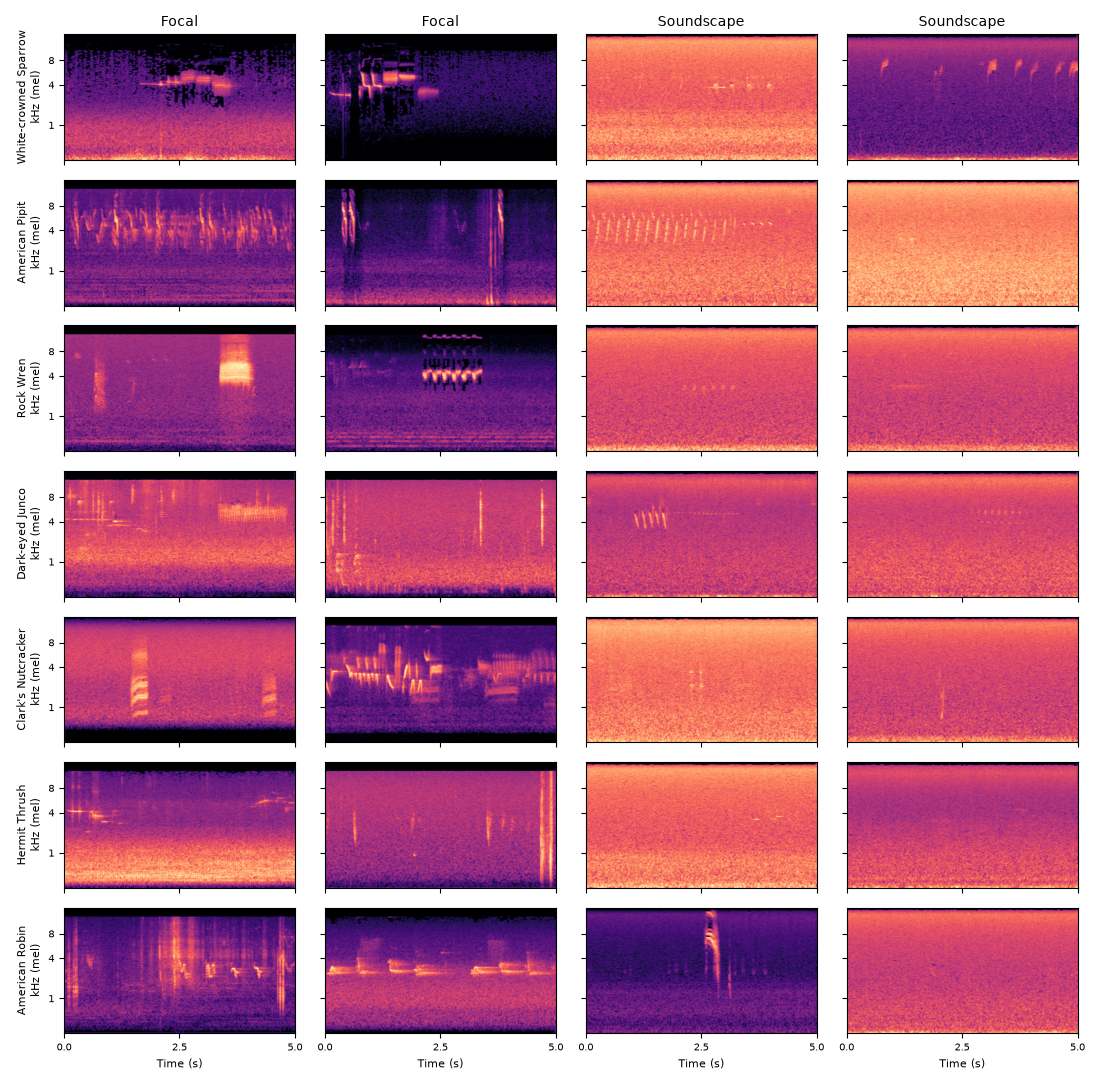 Focal Focal Soundscape Soundscape
White-crowned Sparrow
kHz (mel)
8
4
1
American Pipit
kHz (mel)
8
4
1
Rock Wren
kHz (mel)
8
4
1
Dark-eyed Junco
kHz (mel)
8
4
1
Clark's Nutcracker
kHz (mel)
8
4
1
Hermit Thrush
kHz (mel)
8
4
1
American Robin
kHz (mel)
8
4
1
0.0 2.5 5.0 0.0 2.5 5.0 0.0 2.5 5.0 0.0 2.5 5.0
Time (s) Time (s) Time (s) Time (s)